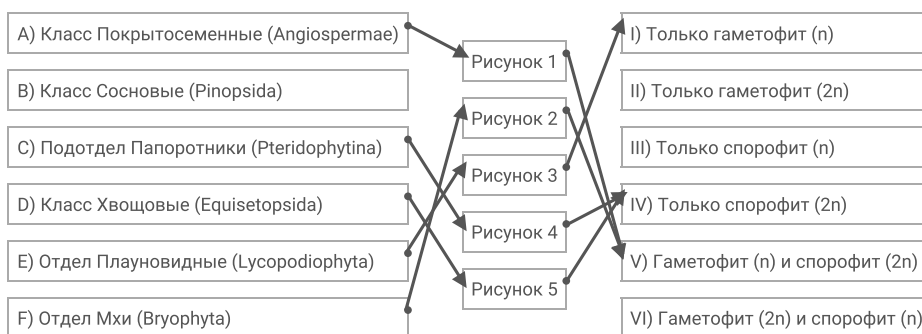 A) Класс Покрытосеменные (Angiospermae)
B) Класс Сосновые (Pinopsida)
C) Подотдел Папоротники (Pteridophytina)
D) Класс Хвощовые (Equisetopsida)
E) Отдел Плауновидные (Lycopodiophyta)
F) Отдел Мхи (Bryophyta)
Рисунок 1
Рисунок 2
Рисунок 3
Рисунок 4
Рисунок 5
I) Только гаметофит (n)
II) Только гаметофит (2n)
III) Только спорофит (n)
IV) Только спорофит (2n)
V) Гаметофит (n) и спорофит (2n)
VI) Гаметофит (2n) и спорофит (n)